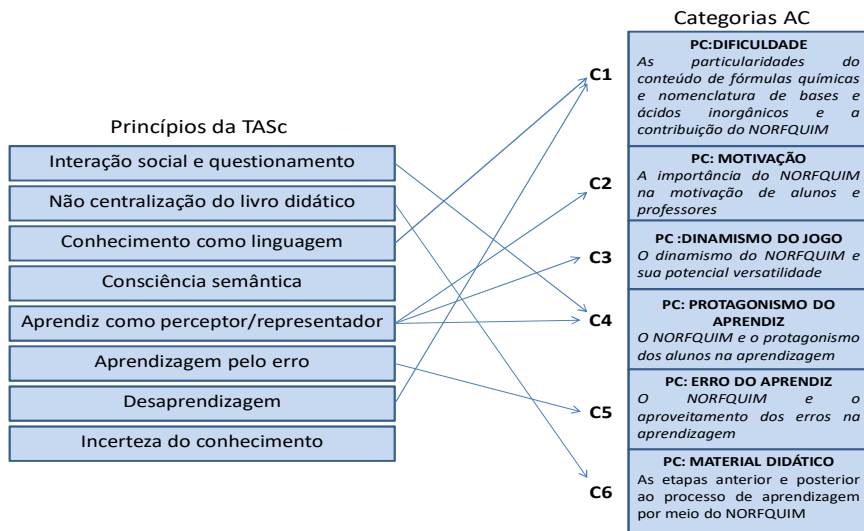 Princípios da TASc
Interação social e questionamento
Não centralização do livro didático
Conhecimento como linguagem
Consciência semântica
Aprendiz como perceptor/representador
Aprendizagem pelo erro
Desaprendizagem
Incerteza do conhecimento
C1
C2
C3
C4
C5
C6
Categorias AC
PC:DIFICULDADE
As particularidades do
conteúdo de fórmulas químicas
e nomenclatura de bases e
ácidos inorgânicos e a
contribuição do NORFQUIM
PC: MOTIVAÇÃO
A importância do NORFQUIM
na motivação de alunos e
professores
PC :DINAMISMO DO JOGO
O dinamismo do NORFQUIM e
sua potencial versatilidade
PC: PROTAGONISMO DO
APRENDIZ
O NORFQUIM e o protagonismo
dos alunos na aprendizagem
PC: ERRO DO APRENDIZ
O NORFQUIM e o
aproveitamento dos erros na
aprendizagem
PC: MATERIAL DIDÁTICO
As etapas anterior e posterior
ao processo de aprendizagem
por meio do NORFQUIM